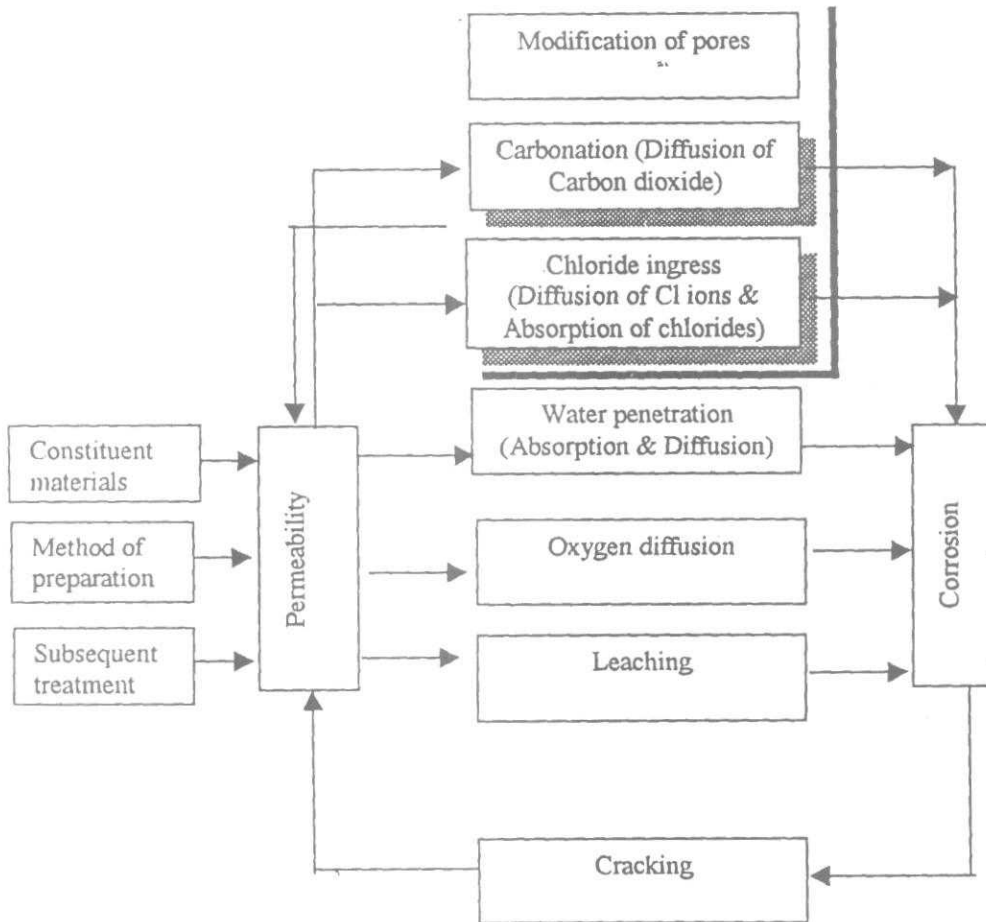 Modification of pores
Carbonation (Diffusion of
Carbon dioxide)
Chloride ingress
(Diffusion of Cl ions &
Absorption of chlorides)
Water penetration
(Absorption & Diffusion)
Constituent
materials
Method of
preparation
Subsequent
treatment
Permeability
Oxygen diffusion
Leaching
Corrosion
Cracking